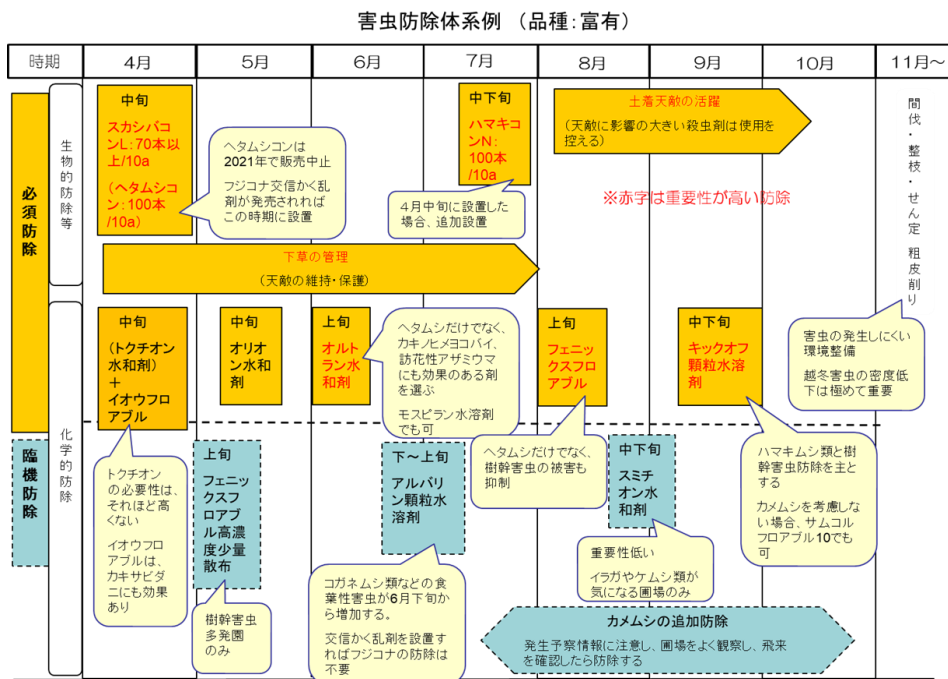 害虫防除体系例 （品種：富有）
時期
4月
5月
6月
7月
8月
9月
10月
11月～
必須防除
臨機防除
生物的防除等
化学的防除
中旬
スカシバコ
ンL：70本以
上/10a
（ヘタムシコ
ン：100本
/10a）
ヘタムシコンは
2021年で販売中止
フジコナ交信かく乱
剤が発売されれば
この時期に設置
中下旬
ハマキコ
ンN：
100本
/10a
4月中旬に設置した
場合、追加設置
土着天敵の活躍
（天敵に影響の大きい殺虫剤は使用を
控える）
※赤字は重要性が高い防除
間伐・整枝・せん定 粗皮削り
下草の管理
（天敵の維持・保護）
中旬
（トクチオン
水和剤）
＋
イオウフロ
アブル
中旬
オリオ
ン水和
剤
上旬
オルト
ラン水
和剤
ヘタムシだけでなく、
カキノヒメヨコバイ、
訪花性アザミウマ
にも効果のある剤
を選ぶ
モスピラン水溶剤
でも可
上旬
フェニッ
クスフロ
アブル
中下旬
キックオフ
顆粒水溶
剤
害虫の発生しにくい
環境整備
越冬害虫の密度低
下は極めて重要
トクチオン
の必要性は、
それほど高
くない
イオウフロ
アブルは、
カキサビダ
ニにも効果
あり
上旬
フェニッ
クスフ
ロアブ
ル高濃
度少量
散布
樹幹害虫
多発園
のみ
下～上旬
アルバリ
ン顆粒水
溶剤
コガネムシ類などの食
葉性害虫が6月下旬か
ら増加する。
交信かく乱剤を設置す
ればフジコナの防除は
不要
ヘタムシだけでなく、
樹幹害虫の被害も
抑制
中下旬
スミチ
オン水
和剤
重要性低い
イラガやケムシ類が
気になる圃場のみ
ハマキムシ類と樹
幹害虫防除を主と
する
カメムシを考慮し
ない場合、サムコル
フロアブル10でも
可
カメムシの追加防除
発生予察情報に注意し、圃場をよく観察し、飛来
を確認したら防除する